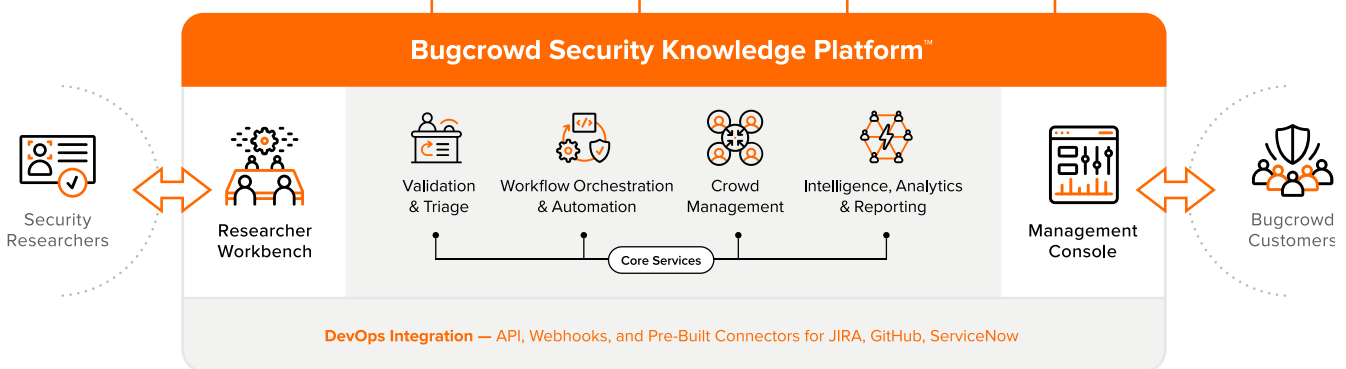 Bugcrowd Security Knowledge Platform™
Security
Researchers
Researcher
Workbench
Validation
& Triage
Workflow Orchestration
& Automation
Crowd
Management
Intelligence, Analytics
& Reporting
Core Services
Management
Console
Bugcrowd
Customers
DevOps Integration — API, Webhooks, and Pre-Built Connectors for JIRA, GitHub, ServiceNow